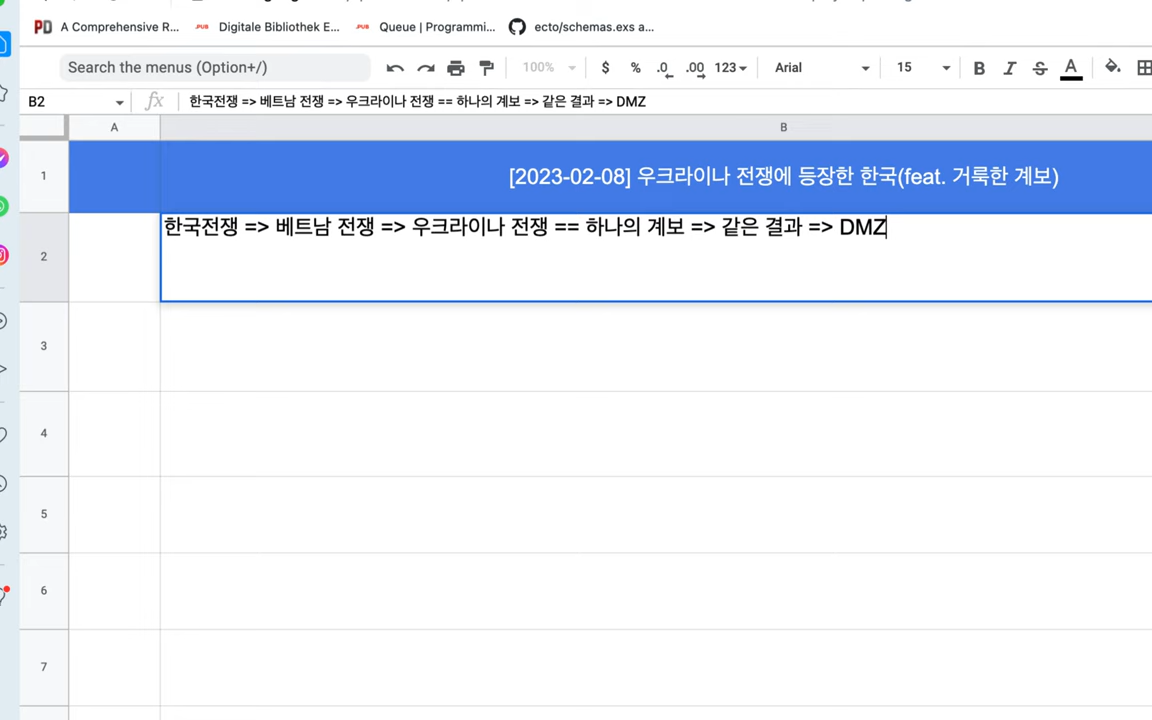 A Comprehensive R... Digitale Bibliothek E... Queue | Programmi... ecto/schemas.exs a...
Search the menus (Option+/) 100% $ % .0 .00 123 Arial 15 B I S A
B2 fx 한국전쟁 => 베트남 전쟁 => 우크라이나 전쟁 == 하나의 계보 => 같은 결과 => DMZ
A B
1 [2023-02-08] 우크라이나 전쟁에 등장한 한국(feat. 거룩한 계보)
2 한국전쟁 => 베트남 전쟁 => 우크라이나 전쟁 == 하나의 계보 => 같은 결과 => DMZ
3
4
5
6
7